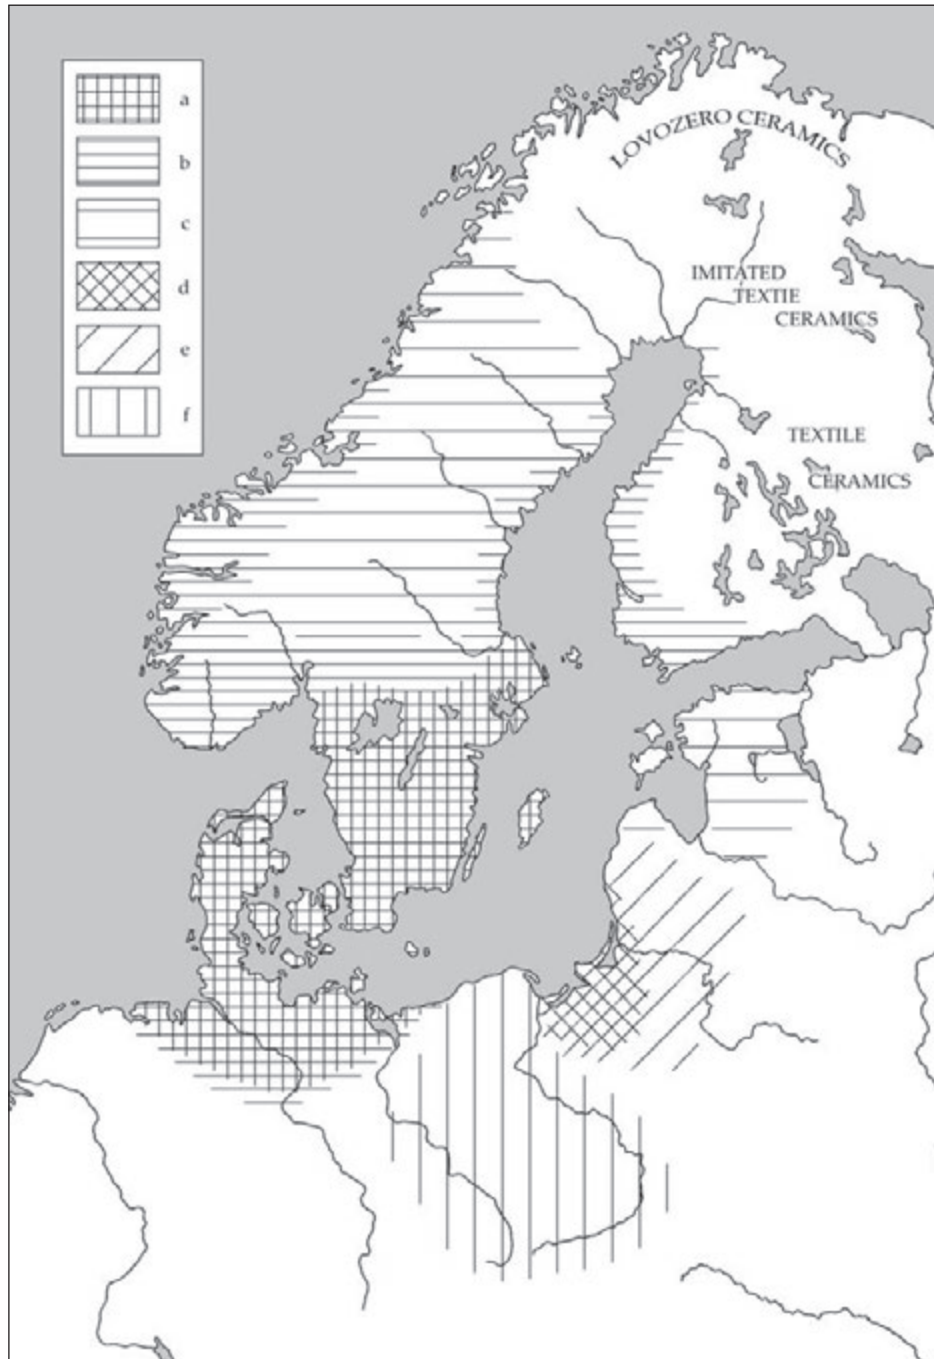 a
b
c
d
e
f
LOVOZERO CERAMICS
IMITATED
TEXTIE
CERAMICS
TEXTILE
CERAMICS